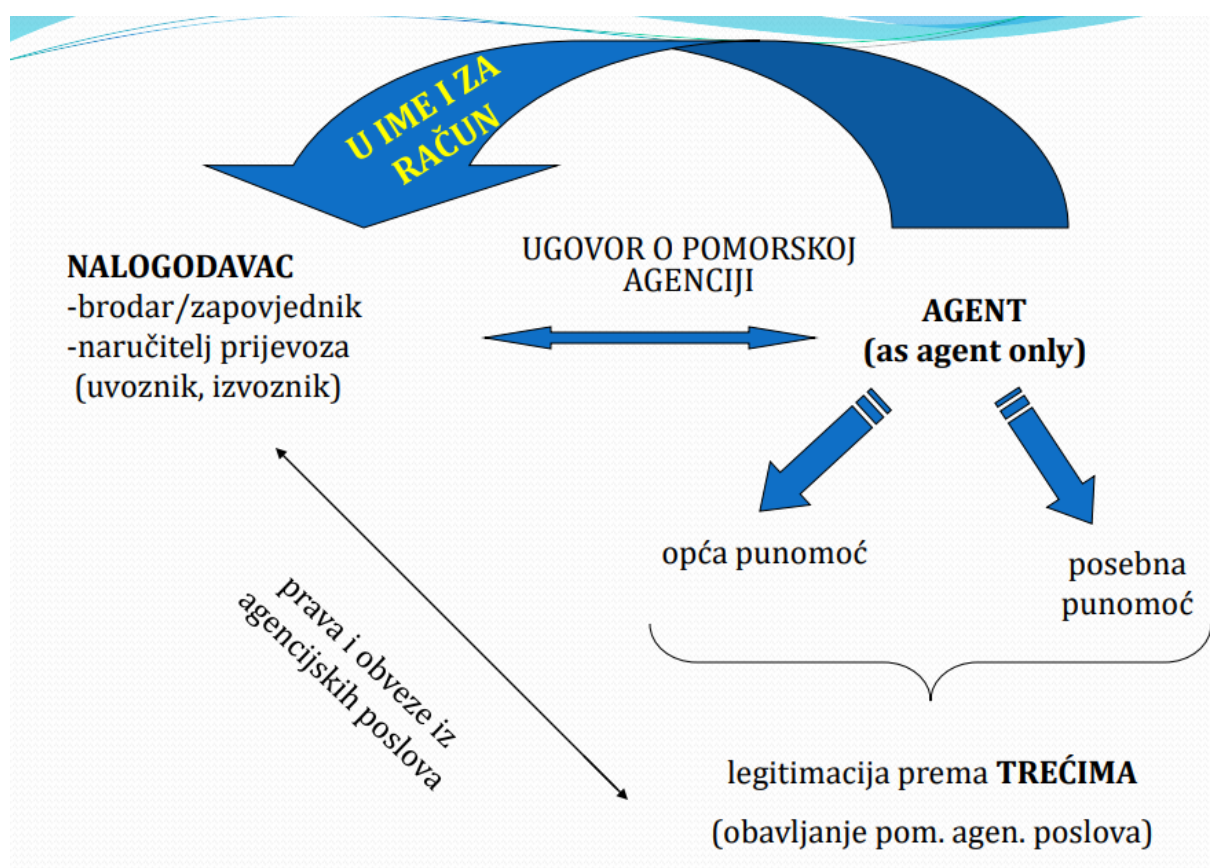 U IME I ZA
RAČUN
UGOVOR O POMORSKOJ
AGENCIJI
NALOGODAVAC
-brodar/zapovjednik
-naručitelj prijevoza
(uvoznik, izvoznik)
AGENT
(as agent only)
opća punomoć
posebna
punomoć
prava i obveze iz
agencijskih poslova
legitimacija prema TREĆIMA
(obavljanje pom. agen. poslova)